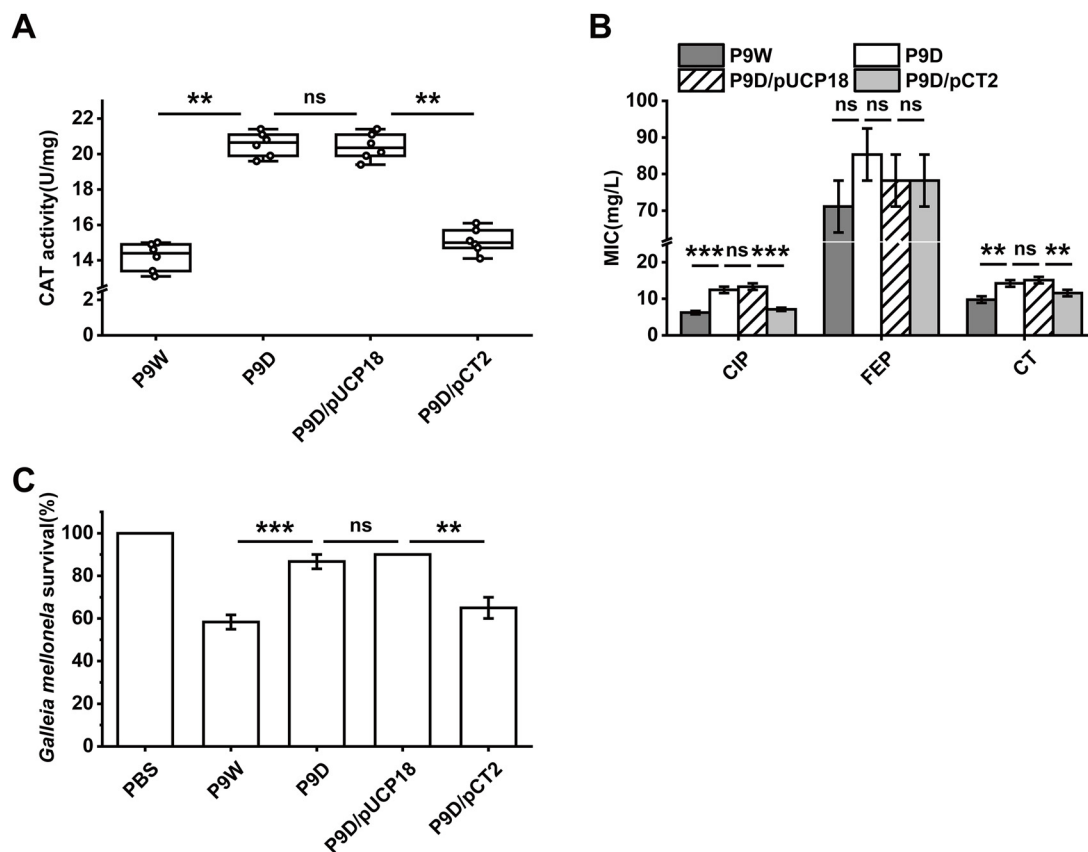 A
CAT activity(U/mg)
22
20
18
16
14
2
0
** ns **
P9W
P9D
P9D/pUCP18
P9D/pCT2
B
P9W P9D
P9D/pUCP18 P9D/pCT2
MIC(mg/L)
100
90
80
70
20
10
0
ns ns ns
*** ns ***
** ns **
CIP FEP CT
C
Galleia mellonela survival(%)
100
80
60
40
20
0
*** ns **
PBS
P9W
P9D
P9D/pUCP18
P9D/pCT2